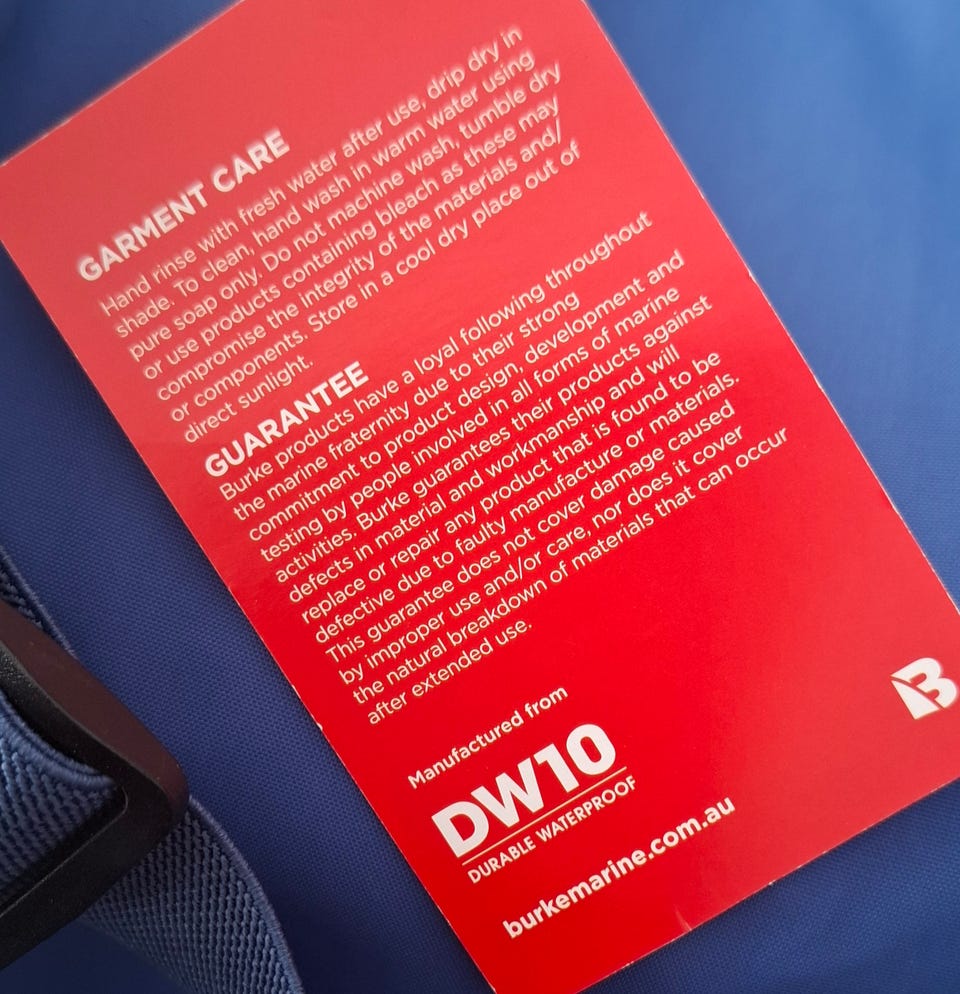 GARMENT CARE
Hand rinse with fresh water after use, drip dry in
shade. To clean, hand wash in warm water using
pure soap only. Do not machine wash, tumble dry
or use products containing bleach as these may
compromise the integrity of the materials and/
or components. Store in a cool dry place out of
direct sunlight.
GUARANTEE
Burke products have a loyal following throughout
the marine fraternity due to their strong
commitment to product design, development and
testing by people involved in all forms of marine
activities. Burke guarantees their products against
defects in material and workmanship and will
replace or repair any product that is found to be
defective due to faulty manufacture or materials.
This guarantee does not cover damage caused
by improper use and/or care, nor does it cover
the natural breakdown of materials that can occur
after extended use.
Manufactured from
DW10
DURABLE WATERPROOF
burkemarine.com.au
B